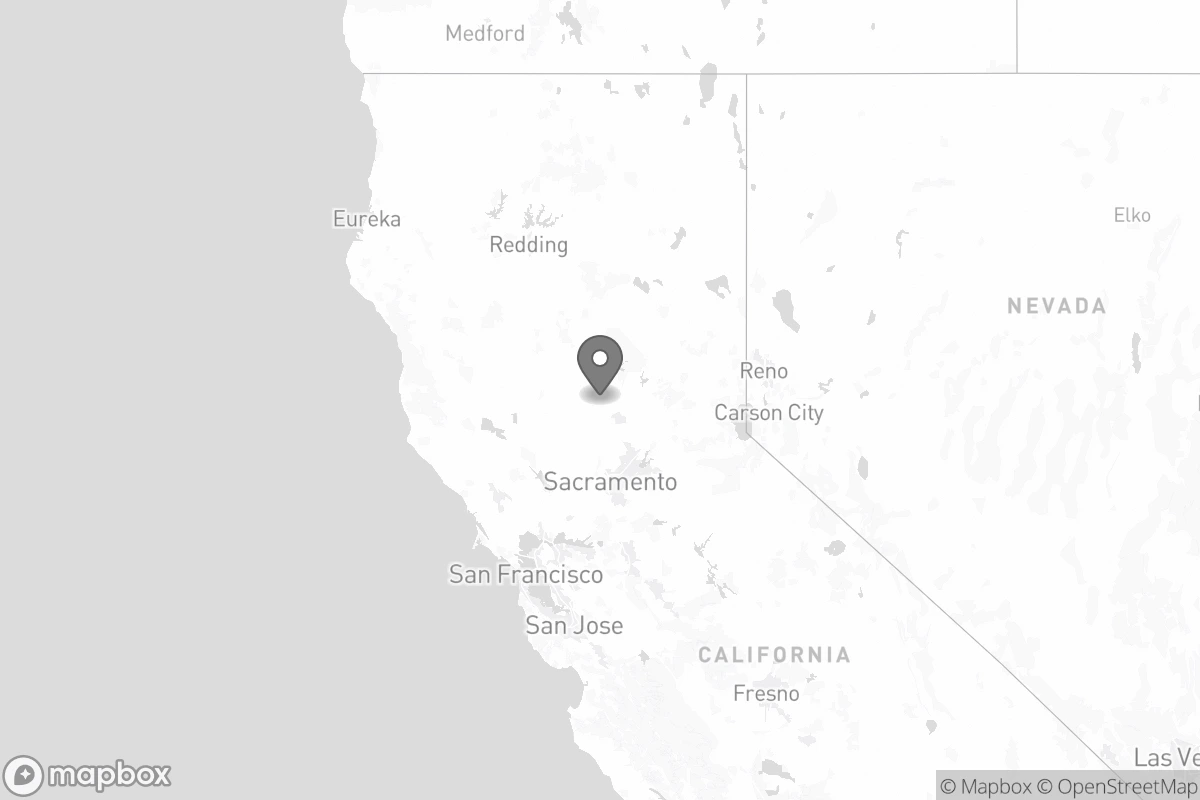 Medford
Eureka
Redding
Elko
NEVADA
Reno
Carson City
Sacramento
San Francisco
San Jose
CALIFORNIA
Fresno
Las Ve
mapbox
© Mapbox © OpenStreetMap